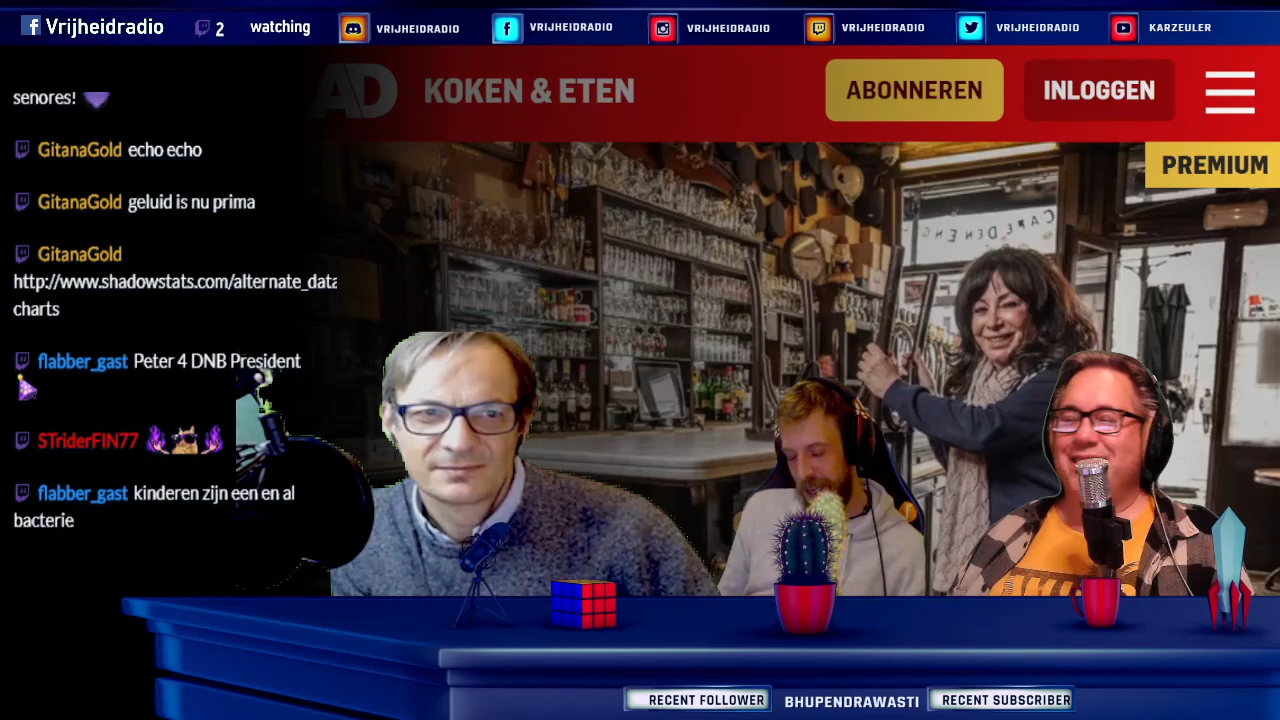 Vrijheidradio
2
watching
VRIJHEIDRADIO
VRIJHEIDRADIO
VRIJHEIDRADIO
VRIJHEIDRADIO
VRIJHEIDRADIO
KARZEULER
AD
KOKEN & ETEN
ABONNEREN
INLOGGEN
PREMIUM
senores!
GitanaGold echo echo
GitanaGold geluid is nu prima
GitanaGold
http://www.shadowstats.com/alternate_data
charts
flabber_gast Peter 4 DNB President
STriderFIN77
flabber_gast kinderen zijn een en al
bacterie
RECENT FOLLOWER
BHUPENDRAWASTI
RECENT SUBSCRIBER